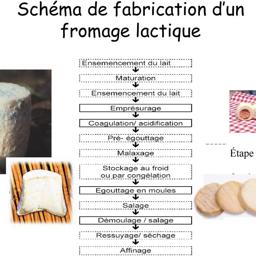 Schéma de fabrication d'un
fromage lactique
Ensemencement du lait
Maturation
Ensemencement du lait
Emprésurage
Coagulation/ acidification
Pré- égouttage
Malaxage
Stockage au froid
ou par congélation
Egouttage en moules
Salage
Démoulage / salage
Ressuyage/ séchage
Affinage
Étape